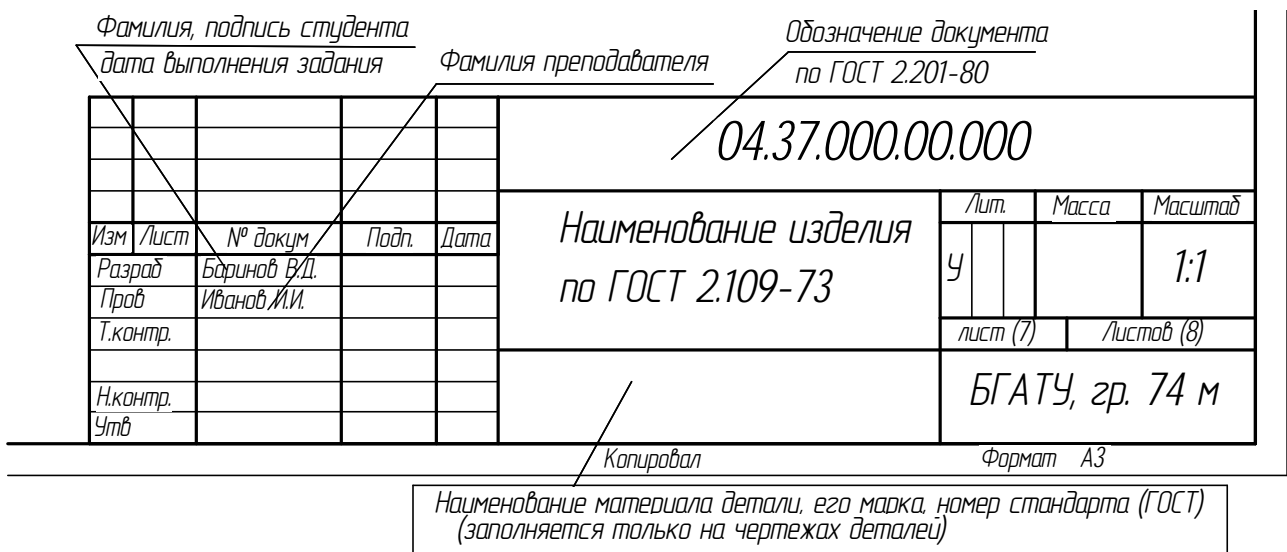 Фамилия, подпись студента
дата выполнения задания
Фамилия преподавателя
Обозначение документа
по ГОСТ 2.201-80
04.37.000.00.000
Изм Лист № докум Подп. Дата
Разраб Баринов В.Д.
Пров Иванов И.И.
Т.контр.
Н.контр.
Утв
Наименование изделия
по ГОСТ 2.109-73
Лит. Масса Масштаб
У 1:1
лист (7) Листов (8)
БГАТУ, гр. 74 м
Копировал Формат А3
Наименование материала детали, его марка, номер стандарта (ГОСТ)
(заполняется только на чертежах деталей)